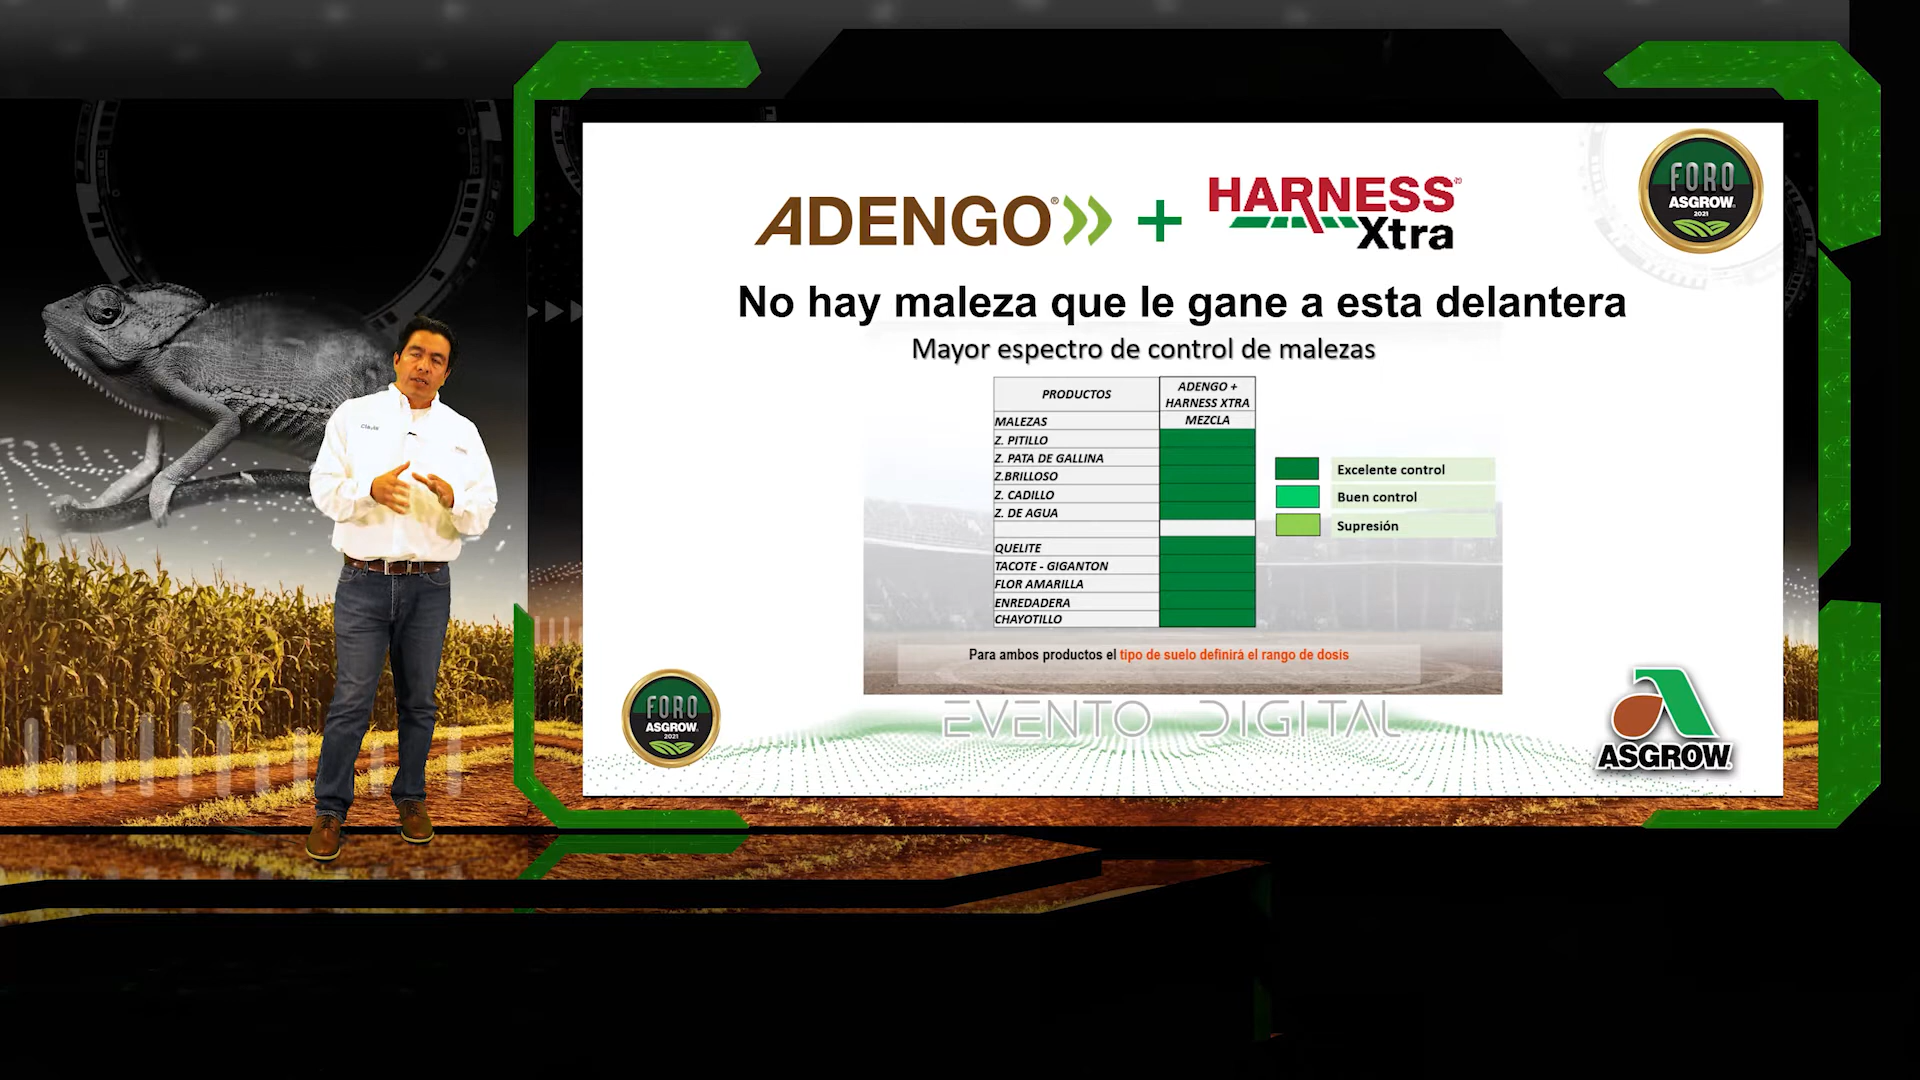 ADENGO® + HARNESS®
Xtra
FORO
ASGROW
2021
No hay maleza que le gane a esta delantera
Mayor espectro de control de malezas
PRODUCTOS
ADENGO +
HARNESS XTRA
MALEZAS
MEZCLA
Z. PITILLO
Z. PATA DE GALLINA
Z.BRILLOSO
Z. CADILLO
Z. DE AGUA
QUELITE
TACOTE - GIGANTON
FLOR AMARILLA
ENREDADERA
CHAYOTILLO
Excelente control
Buen control
Supresión
Para ambos productos el tipo de suelo definirá el rango de dosis
FORO
ASGROW
2021
EVENTO DIGITAL
ASGROW